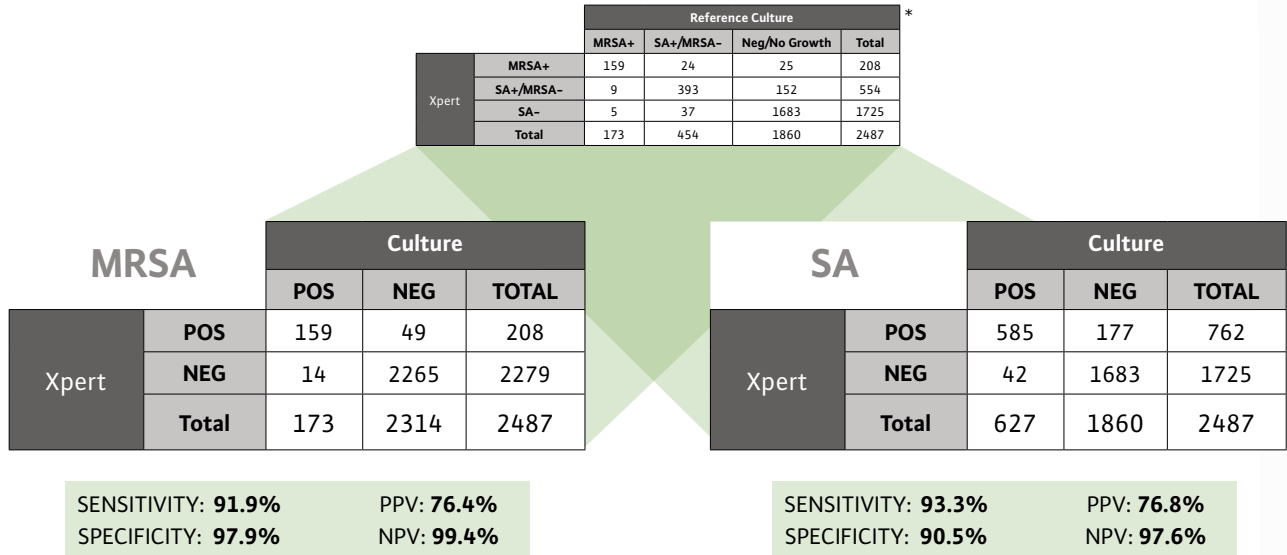 Reference Culture *
MRSA+ SA+/MRSA– Neg/No Growth Total
Xpert
MRSA+ 159 24 25 208
SA+/MRSA– 9 393 152 554
SA– 5 37 1683 1725
Total 173 454 1860 2487
MRSA
Culture
POS NEG TOTAL
Xpert
POS 159 49 208
NEG 14 2265 2279
Total 173 2314 2487
SENSITIVITY: 91.9% PPV: 76.4%
SPECIFICITY: 97.9% NPV: 99.4%
SA
Culture
POS NEG TOTAL
Xpert
POS 585 177 762
NEG 42 1683 1725
Total 627 1860 2487
SENSITIVITY: 93.3% PPV: 76.8%
SPECIFICITY: 90.5% NPV: 97.6%